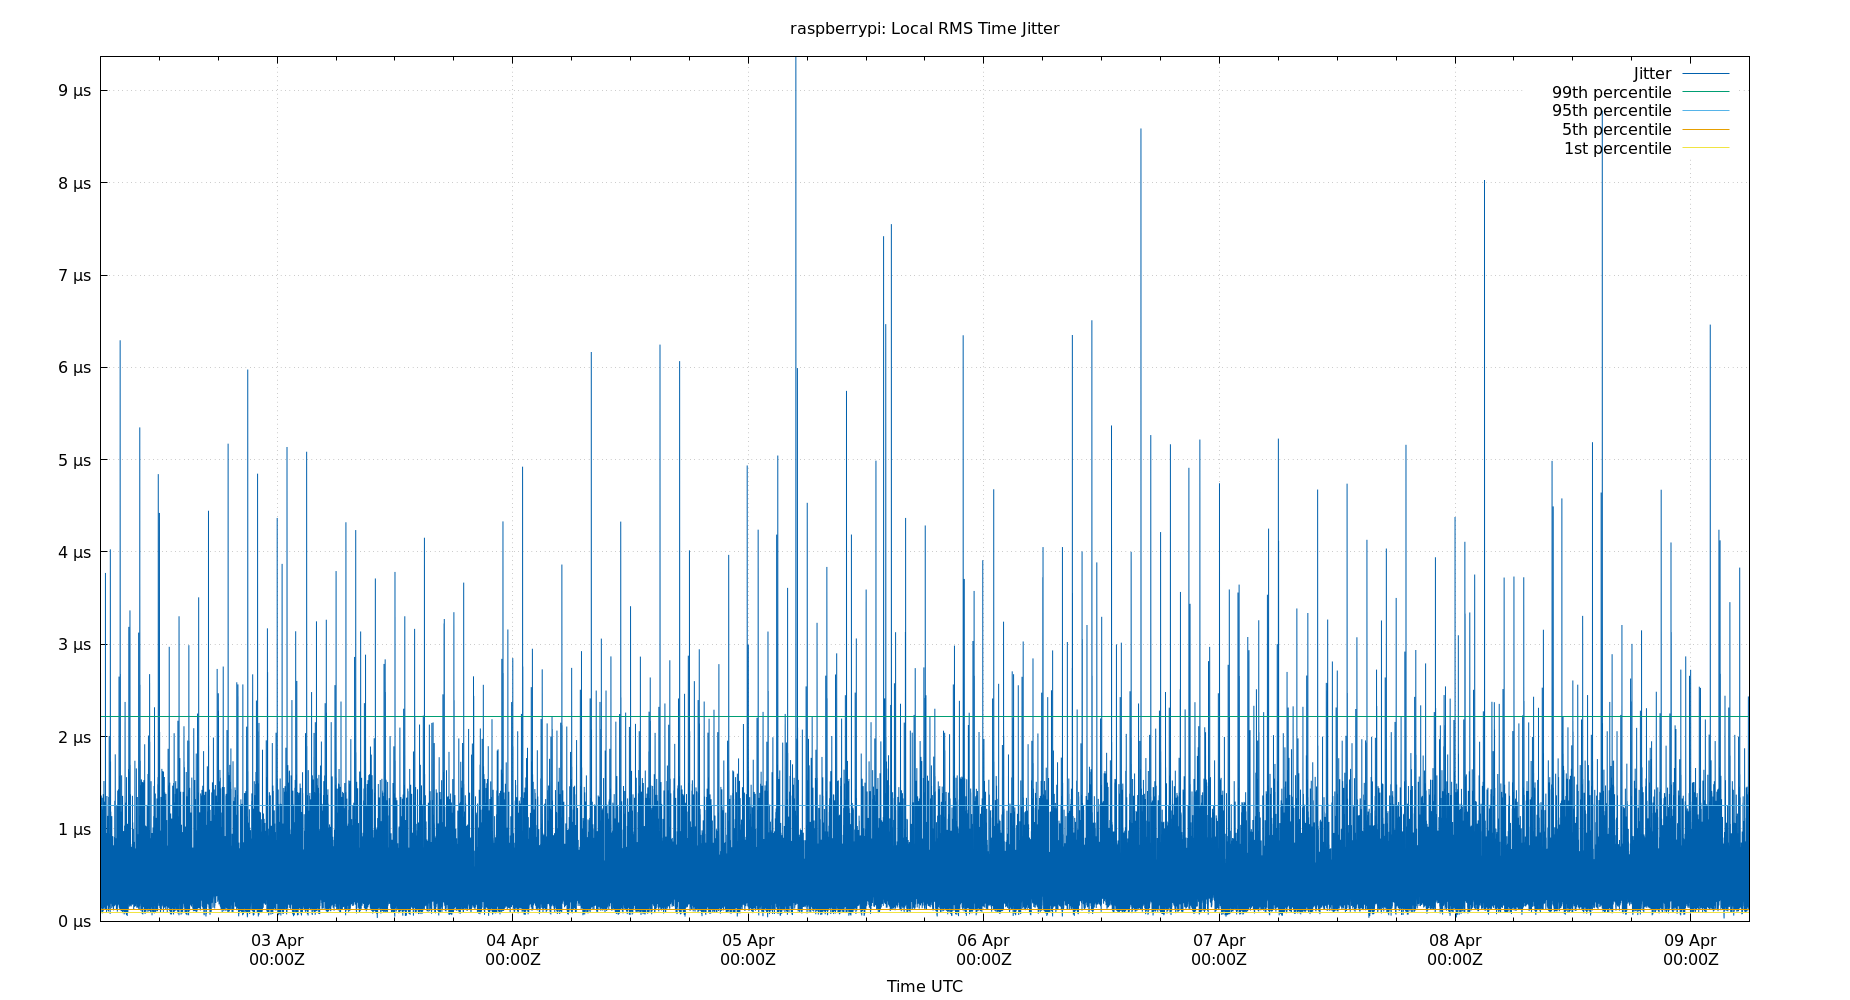 raspberrypi: Local RMS Time Jitter
Jitter
99th percentile
95th percentile
5th percentile
1st percentile
9 µs
8 µs
7 µs
6 µs
5 µs
4 µs
3 µs
2 µs
1 µs
0 µs
03 Apr 04 Apr 05 Apr 06 Apr 07 Apr 08 Apr 09 Apr
00:00Z 00:00Z 00:00Z 00:00Z 00:00Z 00:00Z 00:00Z
Time UTC